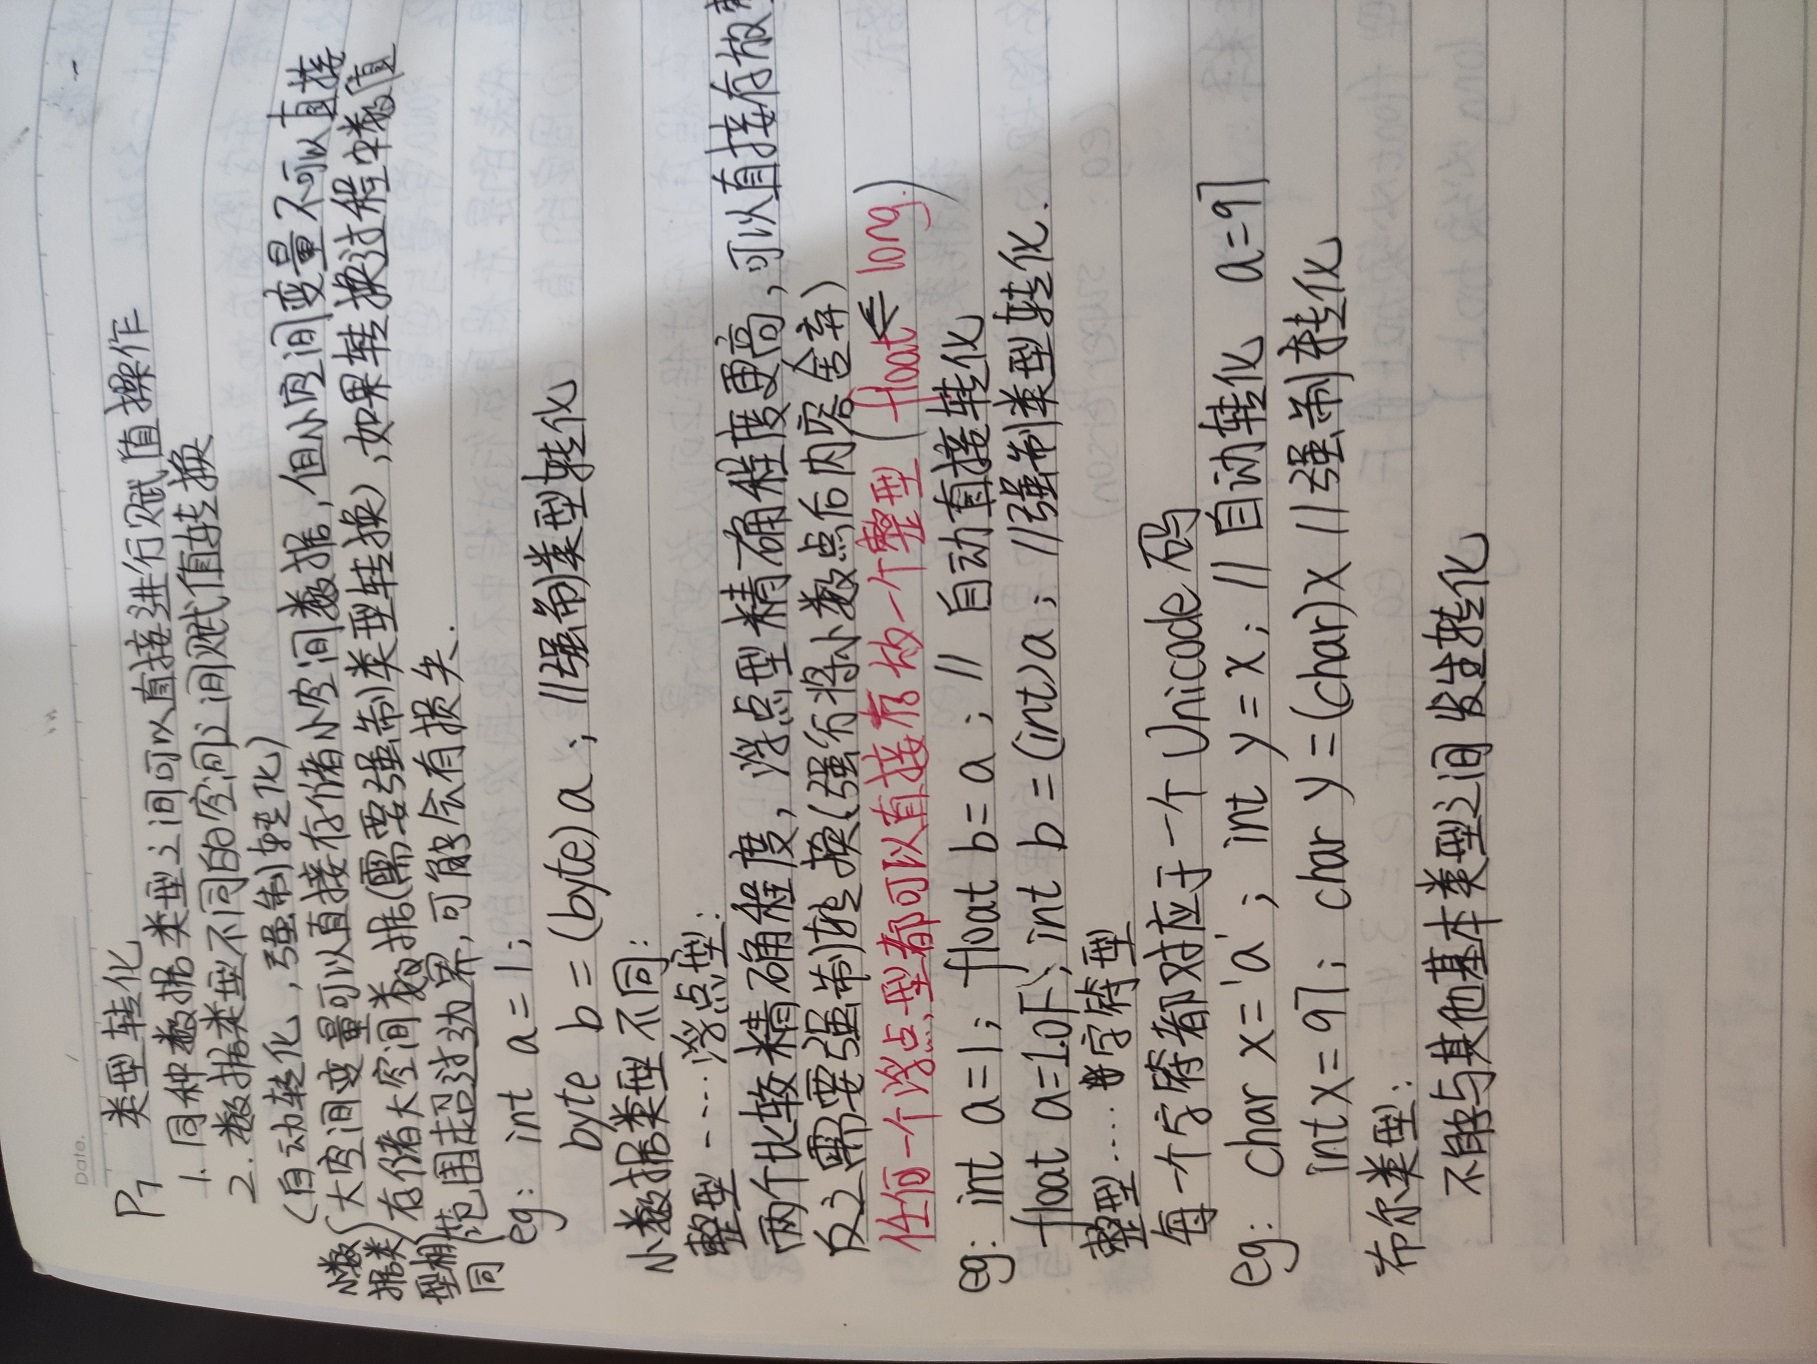 Date.
P7 类型转化
1. 同种数据类型之间可以直接进行赋值操作
2. 数据类型不同的空间之间赋值转换
(自动转化,强制转化)
小数据类型相同
大空间变量可以直接存储小空间数据,但小空间变量不可以直接
存储大空间数据(需要强制类型转换),如果转换过程中数值
范围超过边界,可能会有损失.
eg: int a = 1;
byte b = (byte)a; //强制类型转化
小数据类型不同:
整型 ····· 浮点型:
两个比较精确程度,浮点型精确程度更高,可以直接存放
反之需要强制转换(强行将小数点后内容舍弃)
任何一个浮点型都可以直接存放一个整型 (float ← long.)
eg: int a = 1; float b = a; // 自动直接转化
float a = 1.0F; int b = (int)a; //强制类型转化.
整型 ····· 字符型
每一个字符都对应于一个 Unicode 码
eg: char x = 'a'; int y = x; // 自动转化 a = 97
int x = 97; char y = (char)x //强制转化
布尔类型:
不能与其他基本类型之间发生转化